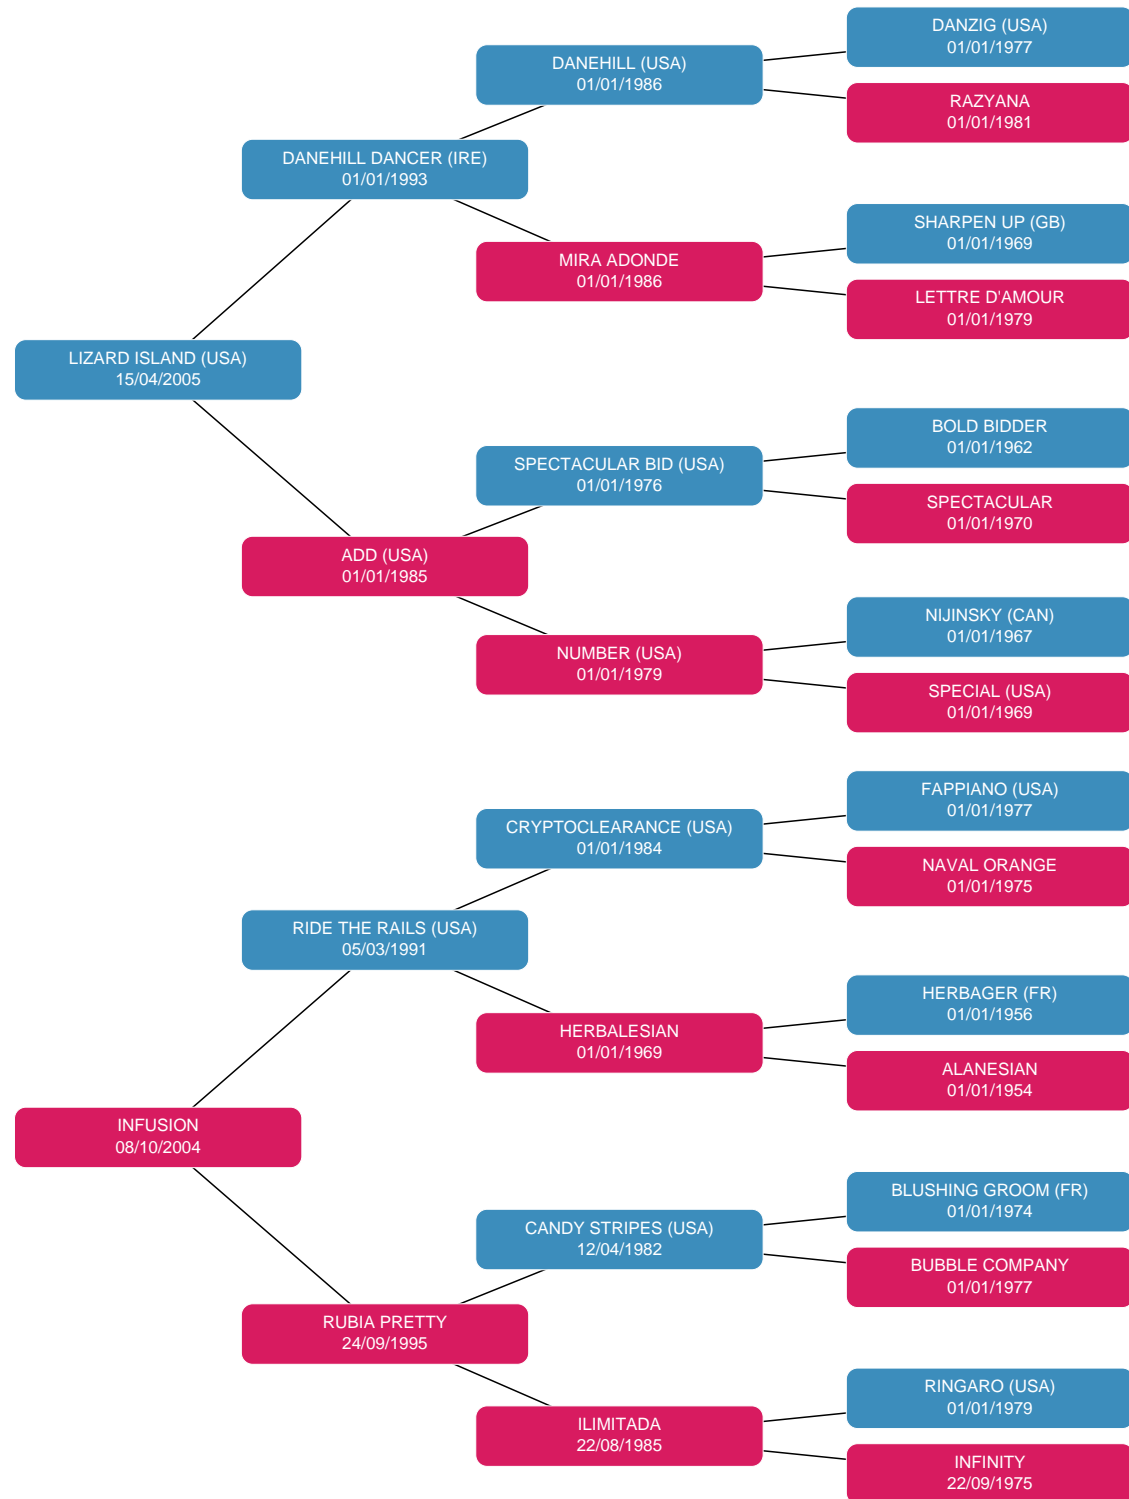 DANZIG (USA)
01/01/1977
DANEHILL (USA)
01/01/1986
RAZYANA
01/01/1981
DANEHILL DANCER (IRE)
01/01/1993
SHARPEN UP (GB)
01/01/1969
MIRA ADONDE
01/01/1986
LETTRE D'AMOUR
01/01/1979
LIZARD ISLAND (USA)
15/04/2005
BOLD BIDDER
01/01/1962
SPECTACULAR BID (USA)
01/01/1976
SPECTACULAR
01/01/1970
ADD (USA)
01/01/1985
NIJINSKY (CAN)
01/01/1967
NUMBER (USA)
01/01/1979
SPECIAL (USA)
01/01/1969
FAPPIANO (USA)
01/01/1977
CRYPTOCLEARANCE (USA)
01/01/1984
NAVAL ORANGE
01/01/1975
RIDE THE RAILS (USA)
05/03/1991
HERBAGER (FR)
01/01/1956
HERBALESIAN
01/01/1969
ALANESIAN
01/01/1954
INFUSION
08/10/2004
BLUSHING GROOM (FR)
01/01/1974
CANDY STRIPES (USA)
12/04/1982
BUBBLE COMPANY
01/01/1977
RUBIA PRETTY
24/09/1995
RINGARO (USA)
01/01/1979
ILIMITADA
22/08/1985
INFINITY
22/09/1975